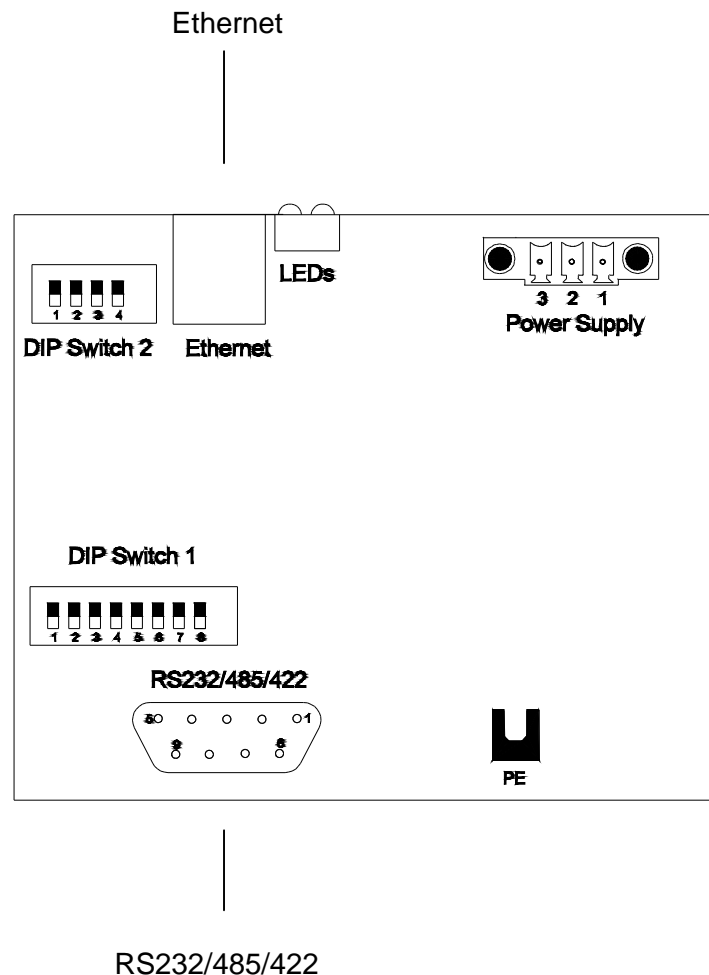 Ethernet
LEDs
1 2 3 4
3 2 1
DIP Switch 2
Ethernet
Power Supply
DIP Switch 1
1 2 3 4 5 6 7 8
RS232/485/422
5 1
9 6
PE
RS232/485/422